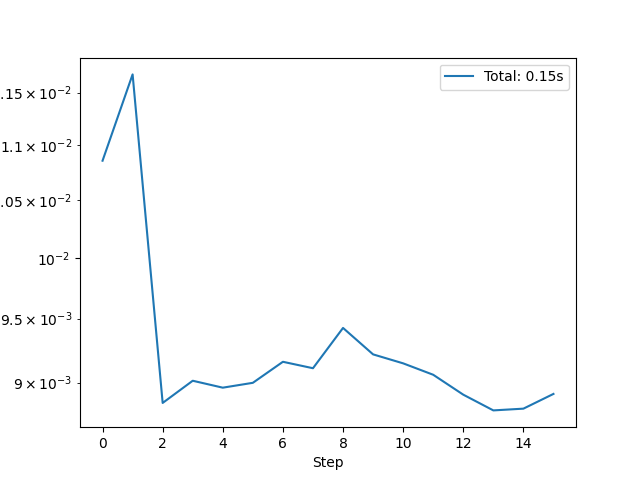 Total: 0.15s
.15 × 10⁻²
1.1 × 10⁻²
.05 × 10⁻²
10⁻²
9.5 × 10⁻³
9 × 10⁻³
0 2 4 6 8 10 12 14
Step